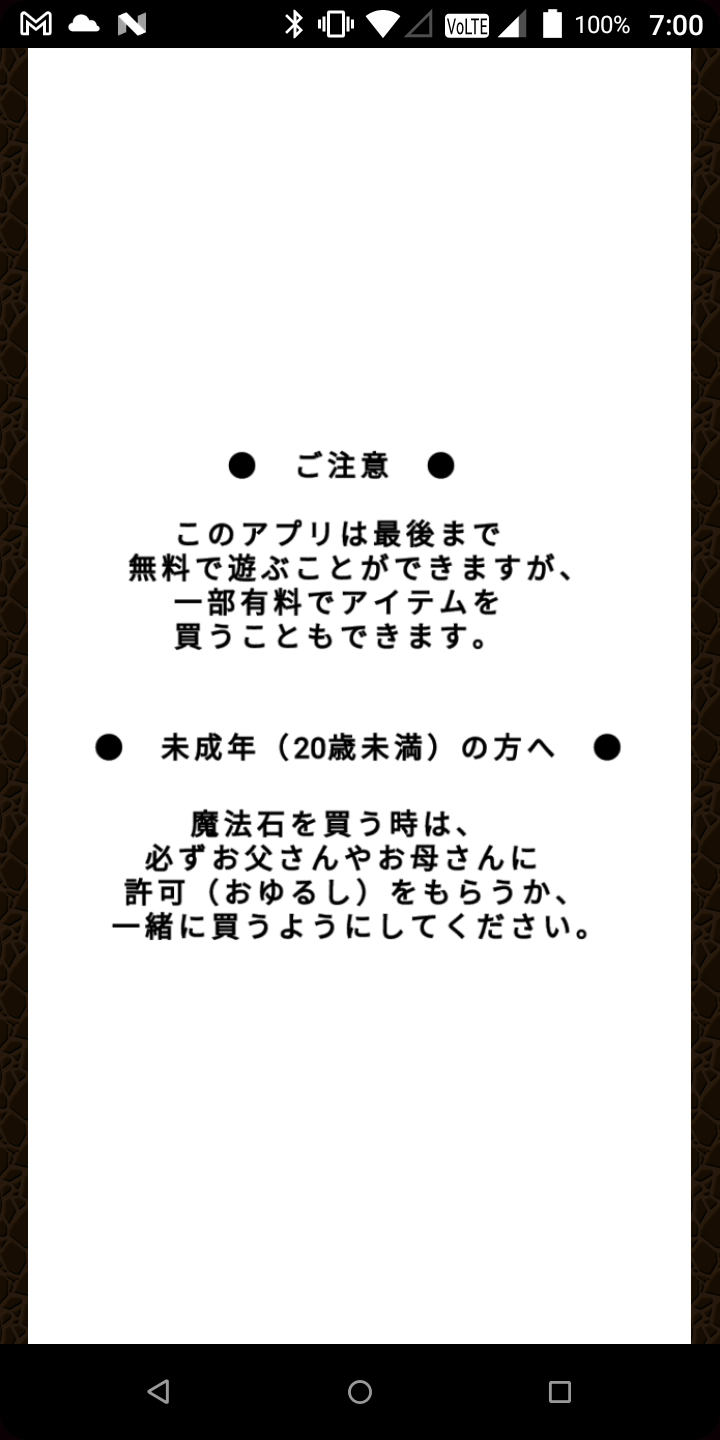 VoLTE 100% 7:00
● ご注意 ●
このアプリは最後まで
無料で遊ぶことができますが、
一部有料でアイテムを
買うこともできます。
● 未成年（20歳未満）の方へ ●
魔法石を買う時は、
必ずお父さんやお母さんに
許可（おゆるし）をもらうか、
一緒に買うようにしてください。